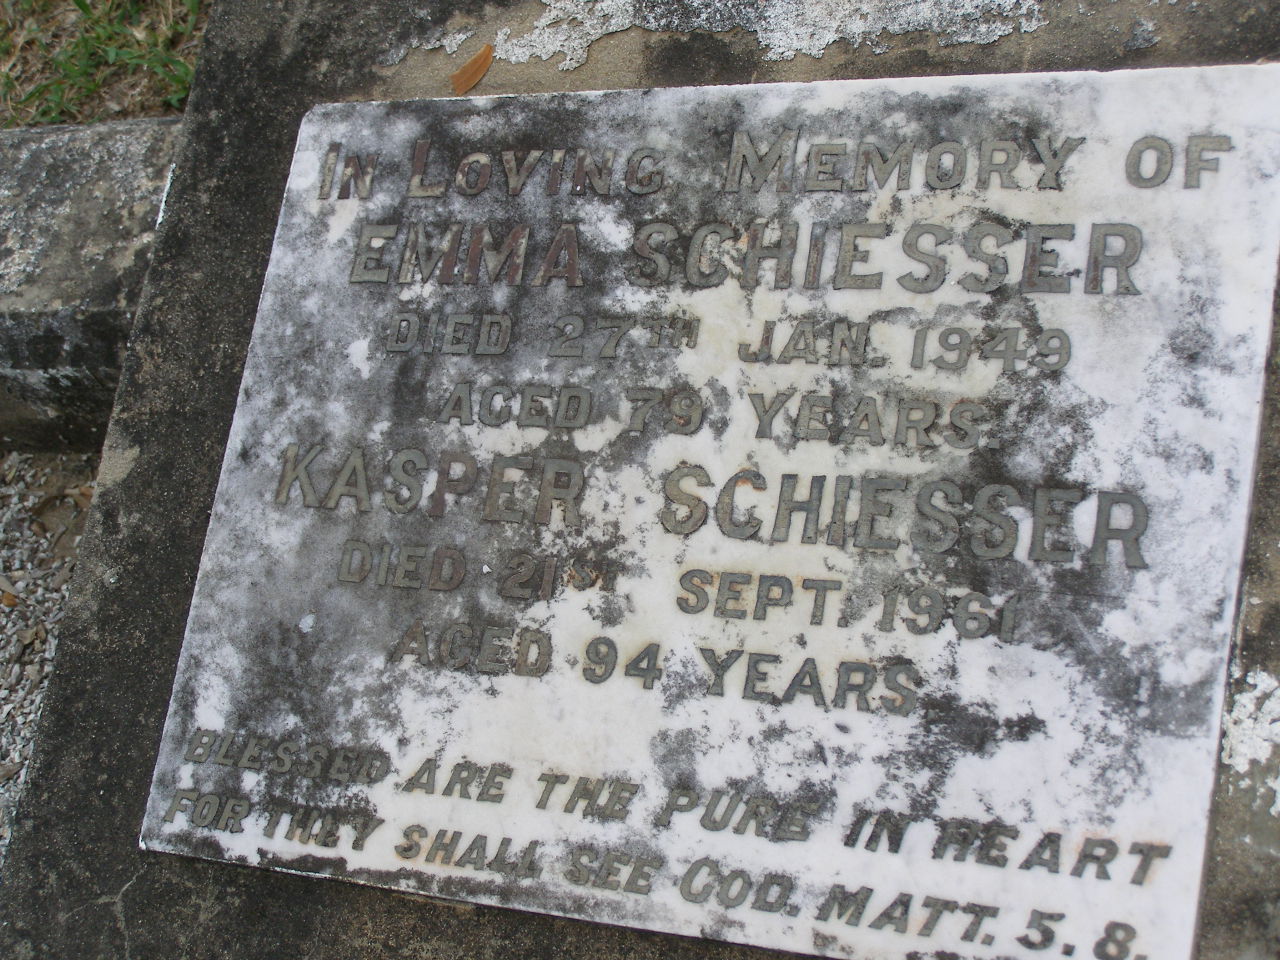 In Loving Memory of
EMMA SCHIESSER
DIED 27TH JAN. 1949
AGED 79 YEARS.
KASPER SCHIESSER
DIED 21ST SEPT. 1961
AGED 94 YEARS
BLESSED ARE THE PURE IN HEART
FOR THEY SHALL SEE GOD. MATT. 5. 8.